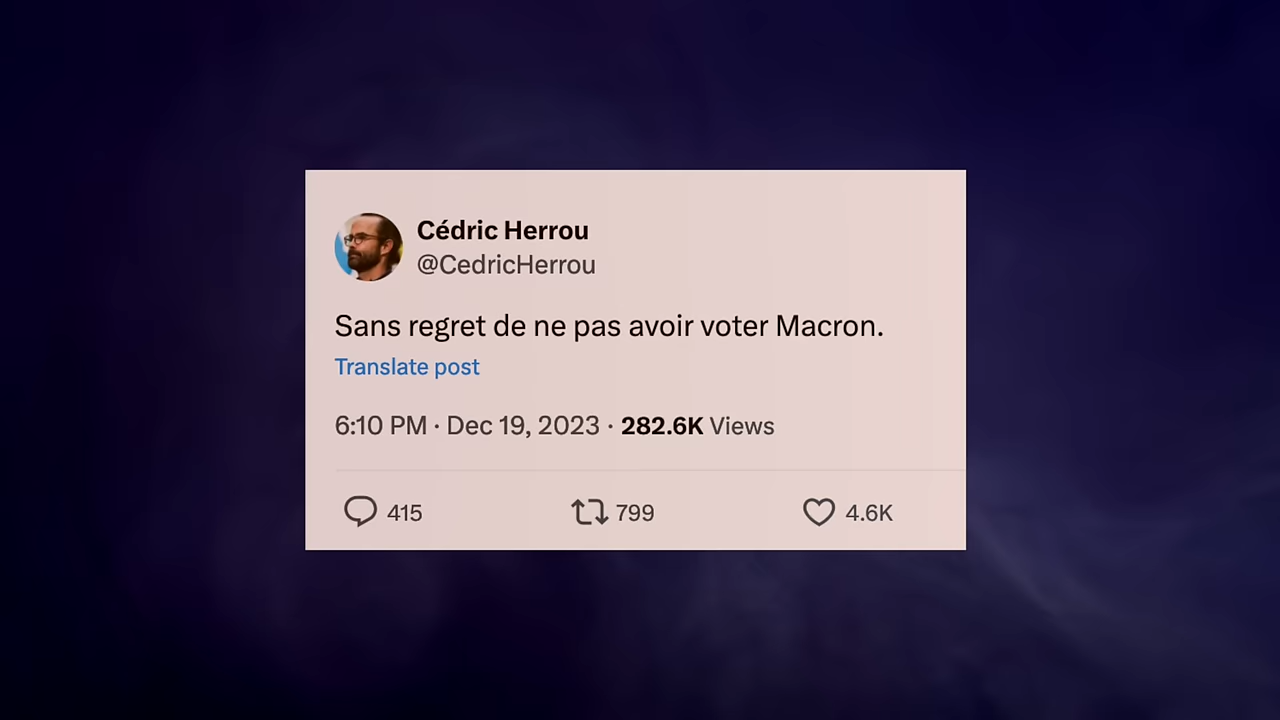 Cédric Herrou
@CedricHerrou
Sans regret de ne pas avoir voter Macron.
Translate post
6:10 PM · Dec 19, 2023 · 282.6K Views
415 799 4.6K